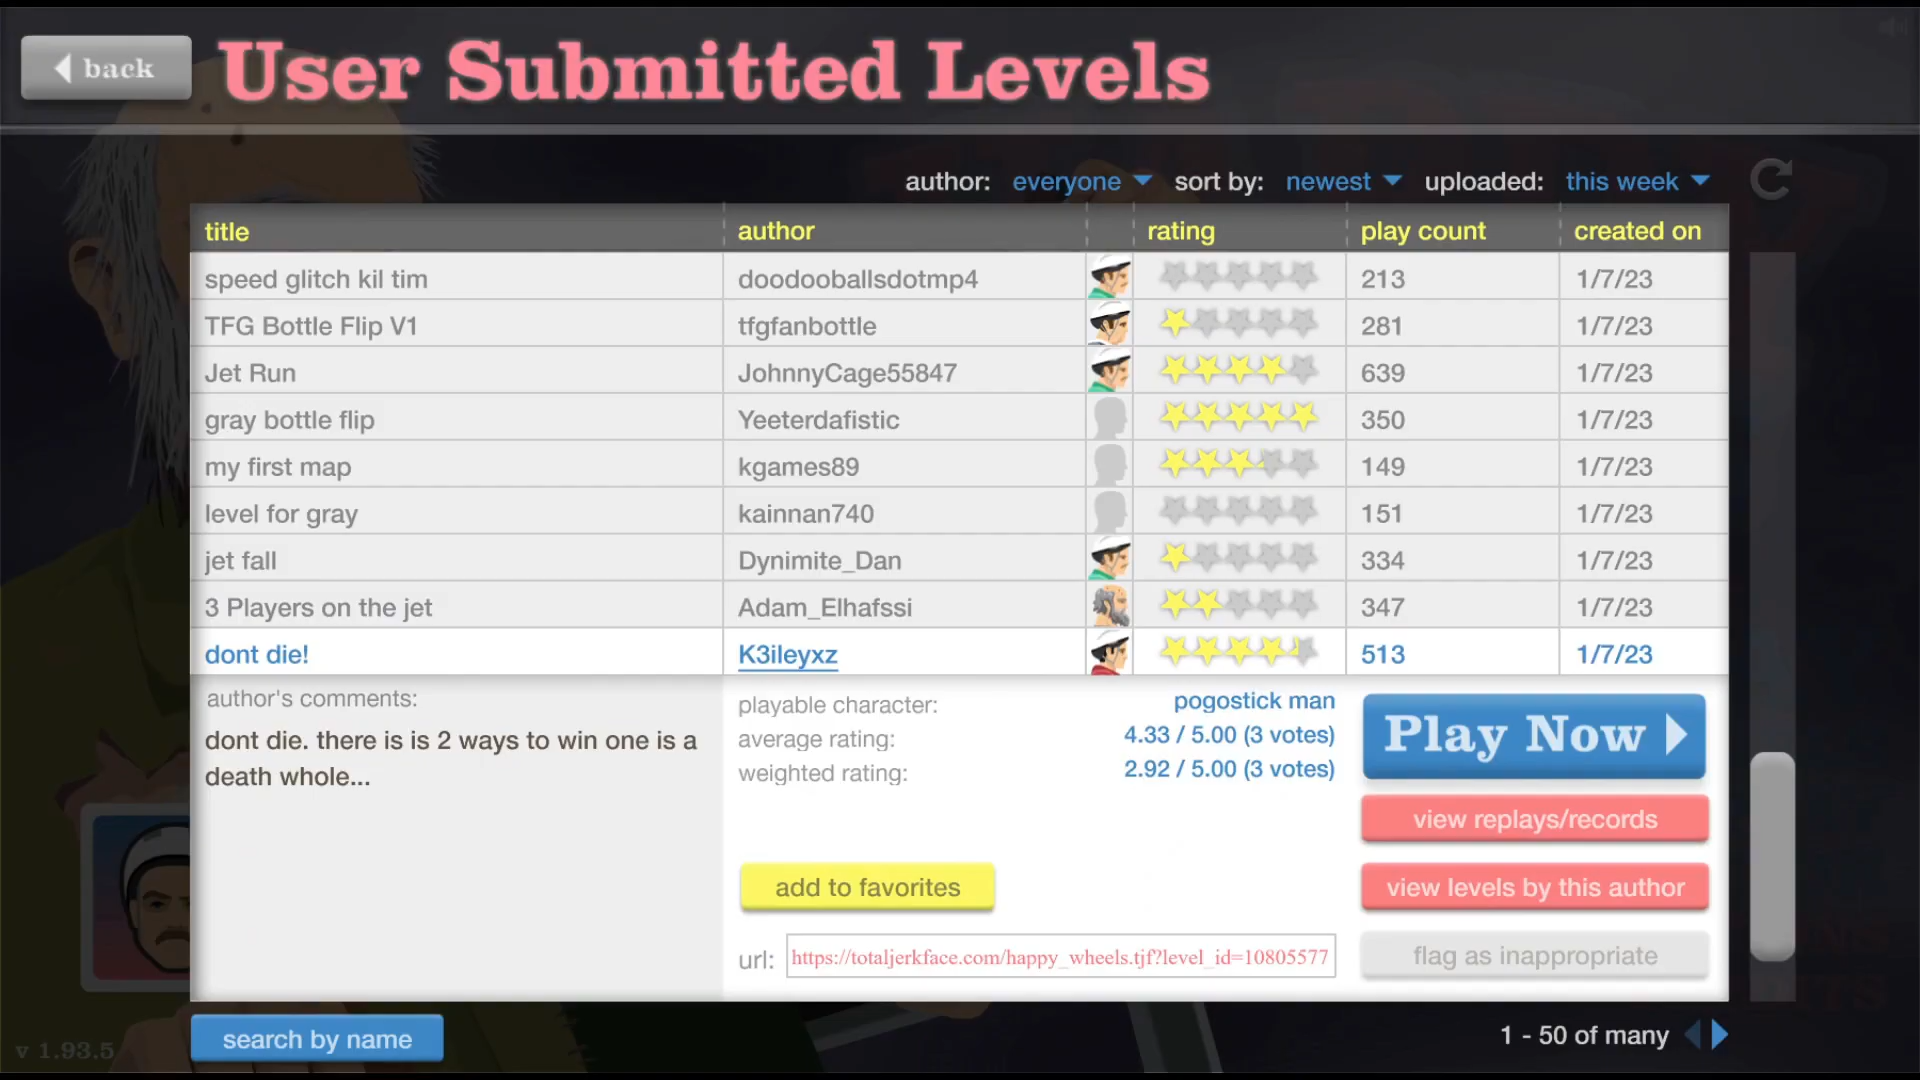 back
User Submitted Levels
author: everyone sort by: newest uploaded: this week
title author rating play count created on
speed glitch kil tim doodooballsdotmp4 213 1/7/23
TFG Bottle Flip V1 tfgfanbottle 281 1/7/23
Jet Run JohnnyCage55847 639 1/7/23
gray bottle flip Yeeterdafistic 350 1/7/23
my first map kgames89 149 1/7/23
level for gray kainnan740 151 1/7/23
jet fall Dynimite_Dan 334 1/7/23
3 Players on the jet Adam_Elhafssi 347 1/7/23
dont die! K3ileyxz 513 1/7/23
author's comments:
dont die. there is is 2 ways to win one is a
death whole...
playable character: pogostick man
average rating: 4.33 / 5.00 (3 votes)
weighted rating: 2.92 / 5.00 (3 votes)
add to favorites
url: https://totaljerkface.com/happy_wheels.tjf?level_id=10805577
Play Now
view replays/records
view levels by this author
flag as inappropriate
search by name
1 - 50 of many
v 1.93.5